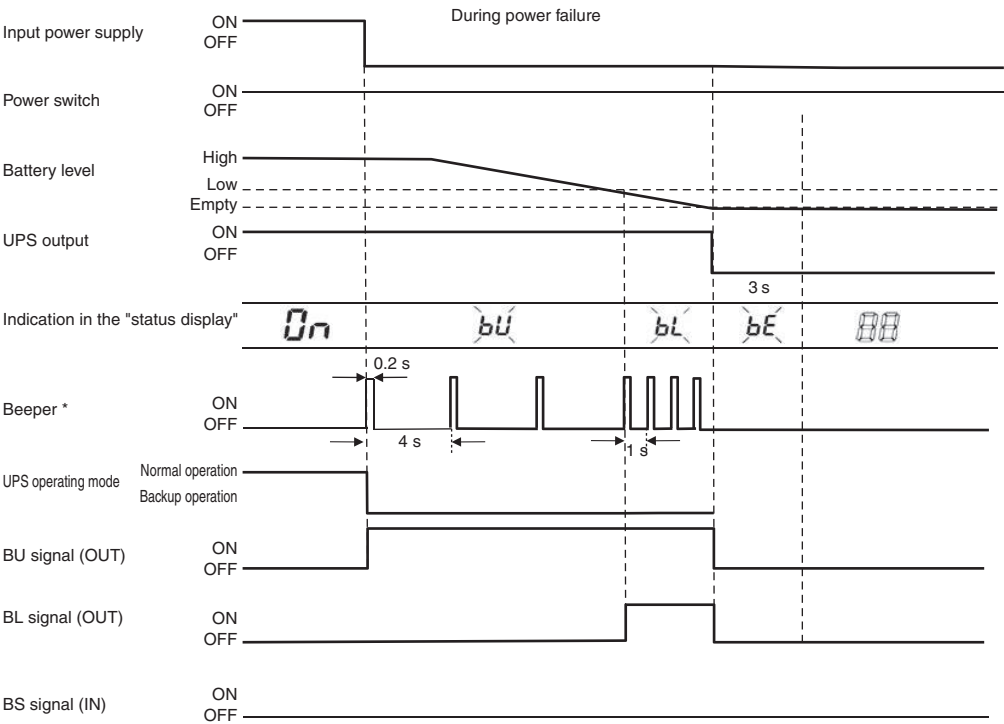 During power failure
Input power supply ON
OFF
Power switch ON
OFF
Battery level High
Low
Empty
UPS output ON
OFF
3 s
Indication in the "status display" On bU bL bE 88
0.2 s
Beeper * ON
OFF
4 s 1 s
UPS operating mode Normal operation
Backup operation
BU signal (OUT) ON
OFF
BL signal (OUT) ON
OFF
BS signal (IN) ON
OFF